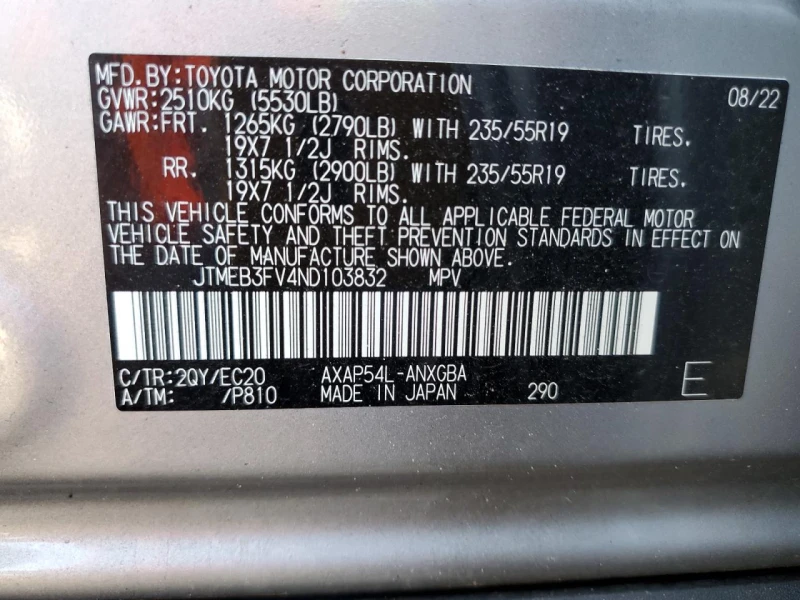 MFD.BY:TOYOTA MOTOR CORPORATION 08/22
GVWR:2510KG (5530LB)
GAWR:FRT. 1265KG (2790LB) WITH 235/55R19 TIRES.
19X7 1/2J RIMS.
RR. 1315KG (2900LB) WITH 235/55R19 TIRES.
19X7 1/2J RIMS.
THIS VEHICLE CONFORMS TO ALL APPLICABLE FEDERAL MOTOR
VEHICLE SAFETY AND THEFT PREVENTION STANDARDS IN EFFECT ON
THE DATE OF MANUFACTURE SHOWN ABOVE.
JTMEB3FV4ND103832 MPV
C/TR:2QY/EC20 AXAP54L-ANXGBA
A/TM: /P810 MADE IN JAPAN 290 E